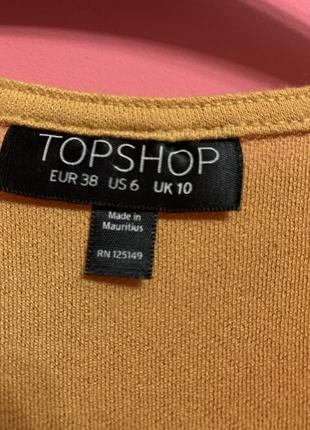 TOPSHOP
EUR 38 US 6 UK 10
Made in
Mauritius
RN 125149